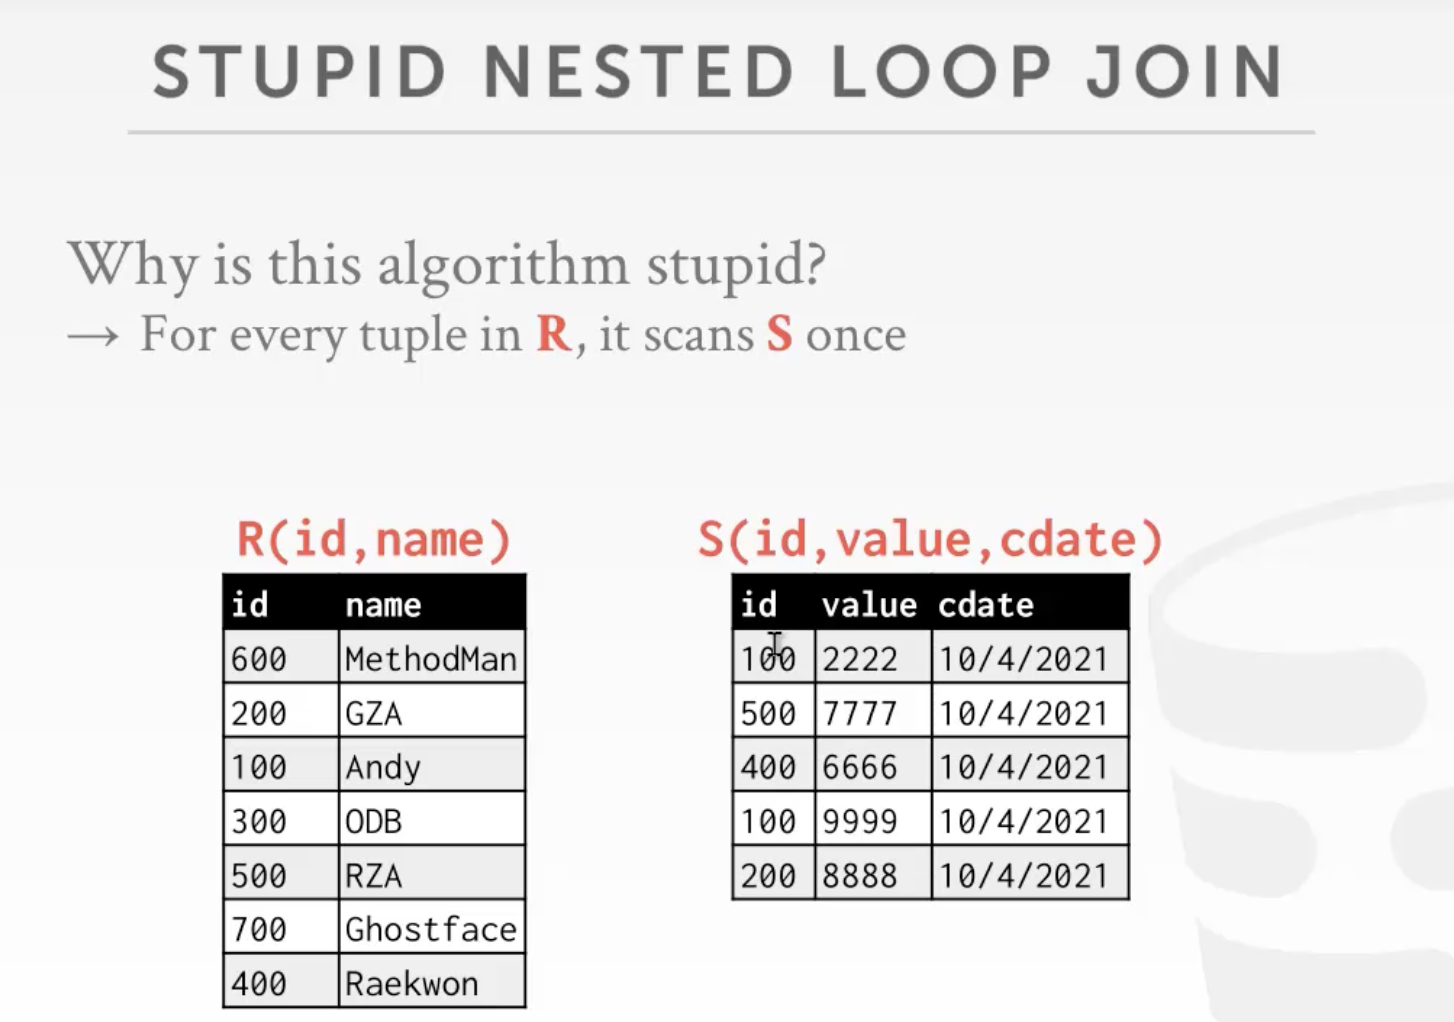 STUPID NESTED LOOP JOIN
Why is this algorithm stupid?
→ For every tuple in R, it scans S once
R(id,name)
id name
600 MethodMan
200 GZA
100 Andy
300 ODB
500 RZA
700 Ghostface
400 Raekwon
S(id,value,cdate)
id value cdate
100 2222 10/4/2021
500 7777 10/4/2021
400 6666 10/4/2021
100 9999 10/4/2021
200 8888 10/4/2021